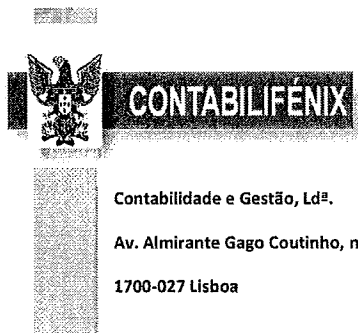 CONTABILIFÉNIX
Contabilidade e Gestão, Ldª.
Av. Almirante Gago Coutinho, n
1700-027 Lisboa